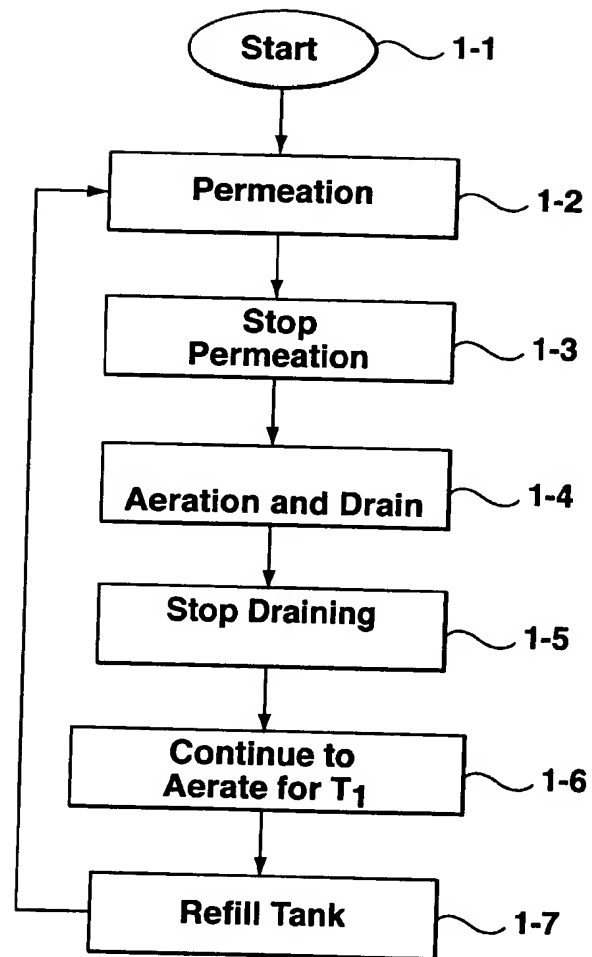 Start
1-1
Permeation
1-2
Stop
Permeation
1-3
Aeration and Drain
1-4
Stop Draining
1-5
Continue to
Aerate for T1
1-6
Refill Tank
1-7